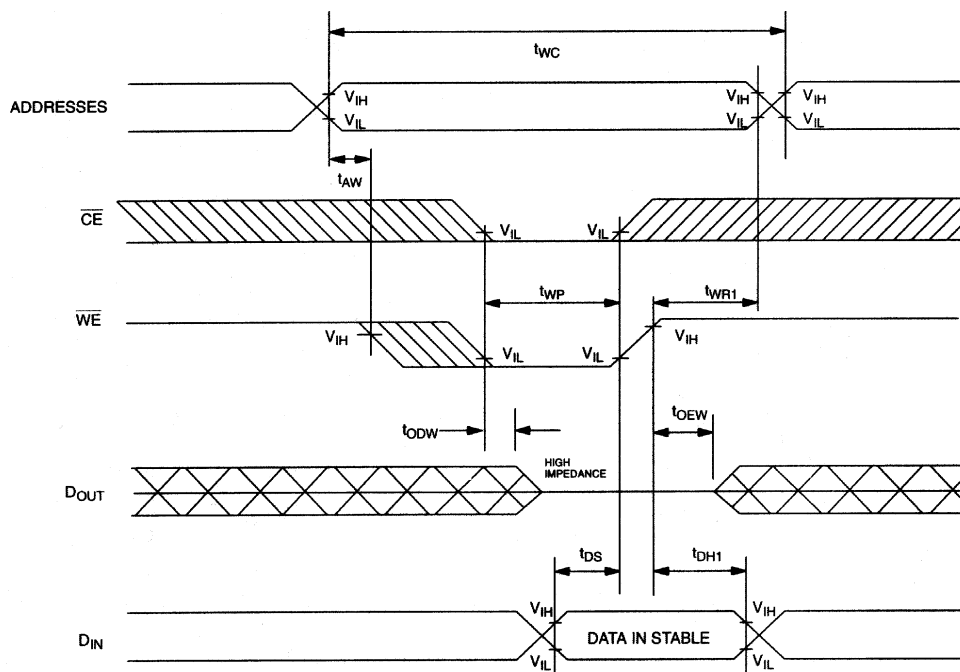 tWC
ADDRESSES
VIH
VIL
VIH
VIL
VIH
VIL
tAW
CE
VIL
VIL
tWP
tWR1
WE
VIH
VIL
VIL
VIH
tODW
tOEW
DOUT
HIGH
IMPEDANCE
tDS
tDH1
DIN
VIH
VIL
DATA IN STABLE
VIH
VIL